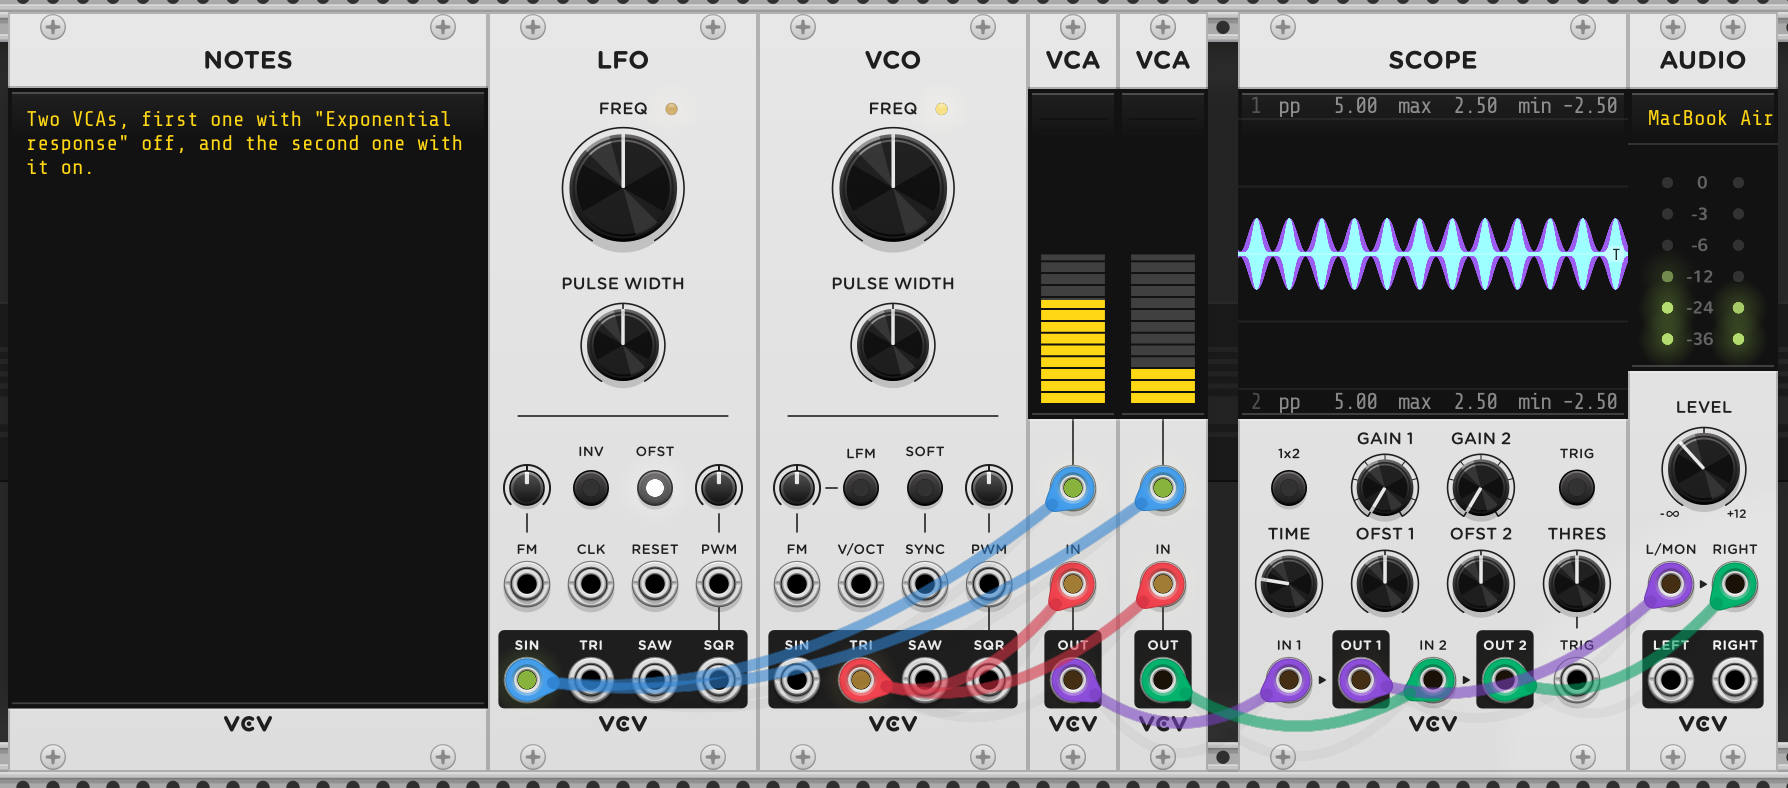 NOTES
Two VCAs, first one with "Exponential
response" off, and the second one with
it on.
VCV
LFO
FREQ
PULSE WIDTH
INV OFST
FM CLK RESET PWM
SIN TRI SAW SQR
VCV
VCO
FREQ
PULSE WIDTH
LFM SOFT
FM V/OCT SYNC PWM
SIN TRI SAW SQR
VCV
VCA
IN
OUT
VCV
VCA
IN
OUT
VCV
SCOPE
1 pp 5.00 max 2.50 min -2.50
T
2 pp 5.00 max 2.50 min -2.50
1x2 GAIN 1 GAIN 2 TRIG
TIME OFST 1 OFST 2 THRES
IN 1 OUT 1 IN 2 OUT 2 TRIG
VCV
AUDIO
MacBook Air
0
-3
-6
-12
-24
-36
LEVEL
-∞ +12
L/MON RIGHT
LEFT RIGHT
VCV